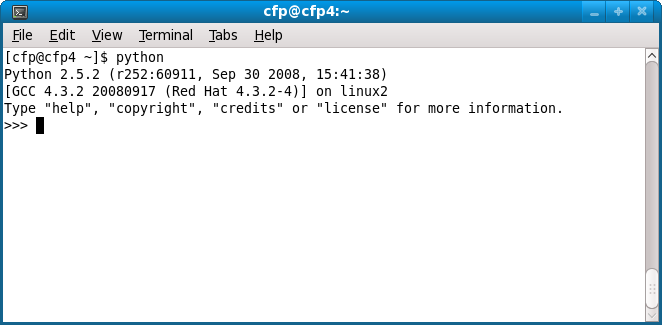 cfp@cfp4:~
File Edit View Terminal Tabs Help
[cfp@cfp4 ~]$ python
Python 2.5.2 (r252:60911, Sep 30 2008, 15:41:38)
[GCC 4.3.2 20080917 (Red Hat 4.3.2-4)] on linux2
Type "help", "copyright", "credits" or "license" for more information.
>>>